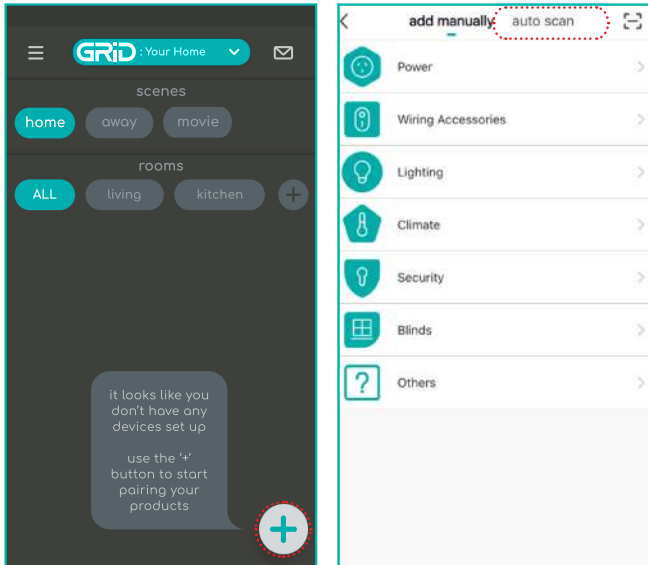 GRiD : Your Home
scenes
home away movie
rooms
ALL living kitchen +
it looks like you
don't have any
devices set up
use the '+'
button to start
pairing your
products
+
add manually auto scan
Power
Wiring Accessories
Lighting
Climate
Security
Blinds
? Others